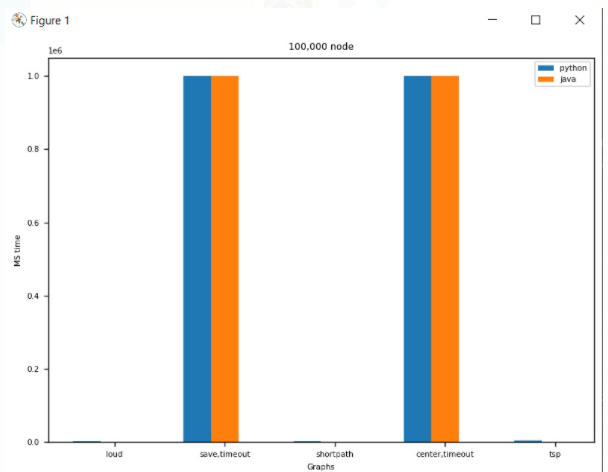 Figure 1
100,000 node
1e6
python
java
1.0
0.8
0.6
0.4
0.2
0.0
MS time
loud save,timeout shortpath center,timeout tsp
Graphs